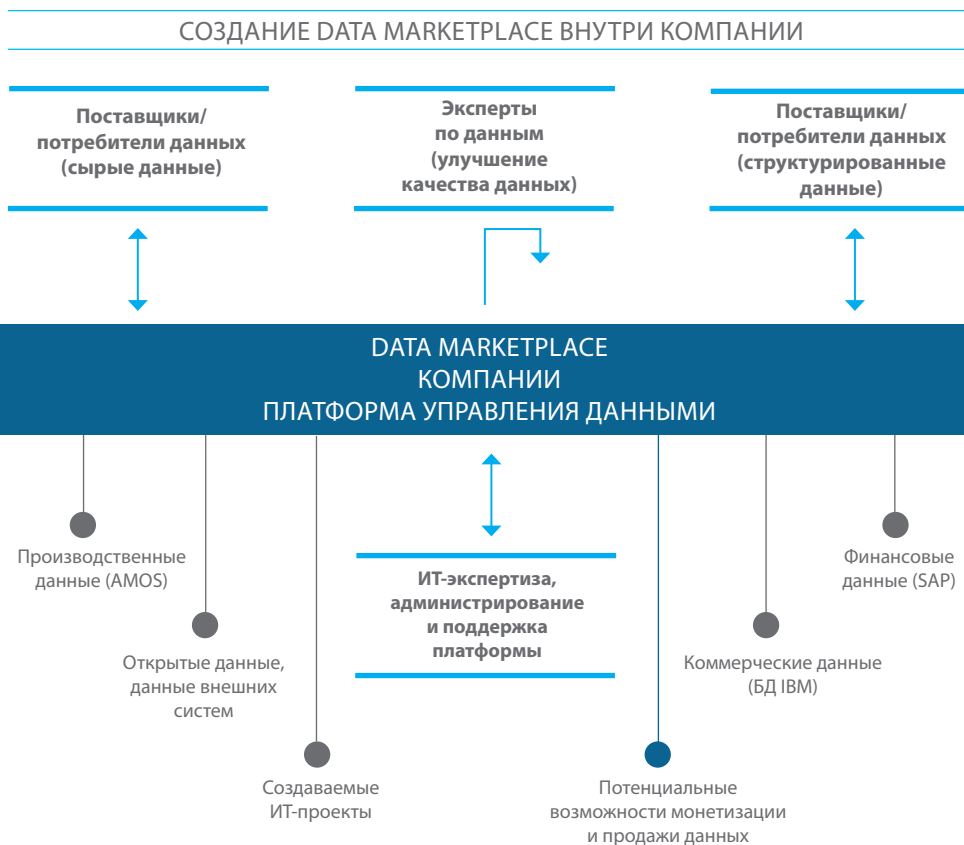 СОЗДАНИЕ DATA MARKETPLACE ВНУТРИ КОМПАНИИ
Поставщики/
потребители данных
(сырые данные)
Эксперты
по данным
(улучшение
качества данных)
Поставщики/
потребители данных
(структурированные
данные)
DATA MARKETPLACE
КОМПАНИИ
ПЛАТФОРМА УПРАВЛЕНИЯ ДАННЫМИ
Производственные
данные (AMOS)
Открытые данные,
данные внешних
систем
Создаваемые
ИТ-проекты
ИТ-экспертиза,
администрирование
и поддержка
платформы
Потенциальные
возможности монетизации
и продажи данных
Коммерческие данные
(БД IBM)
Финансовые
данные (SAP)